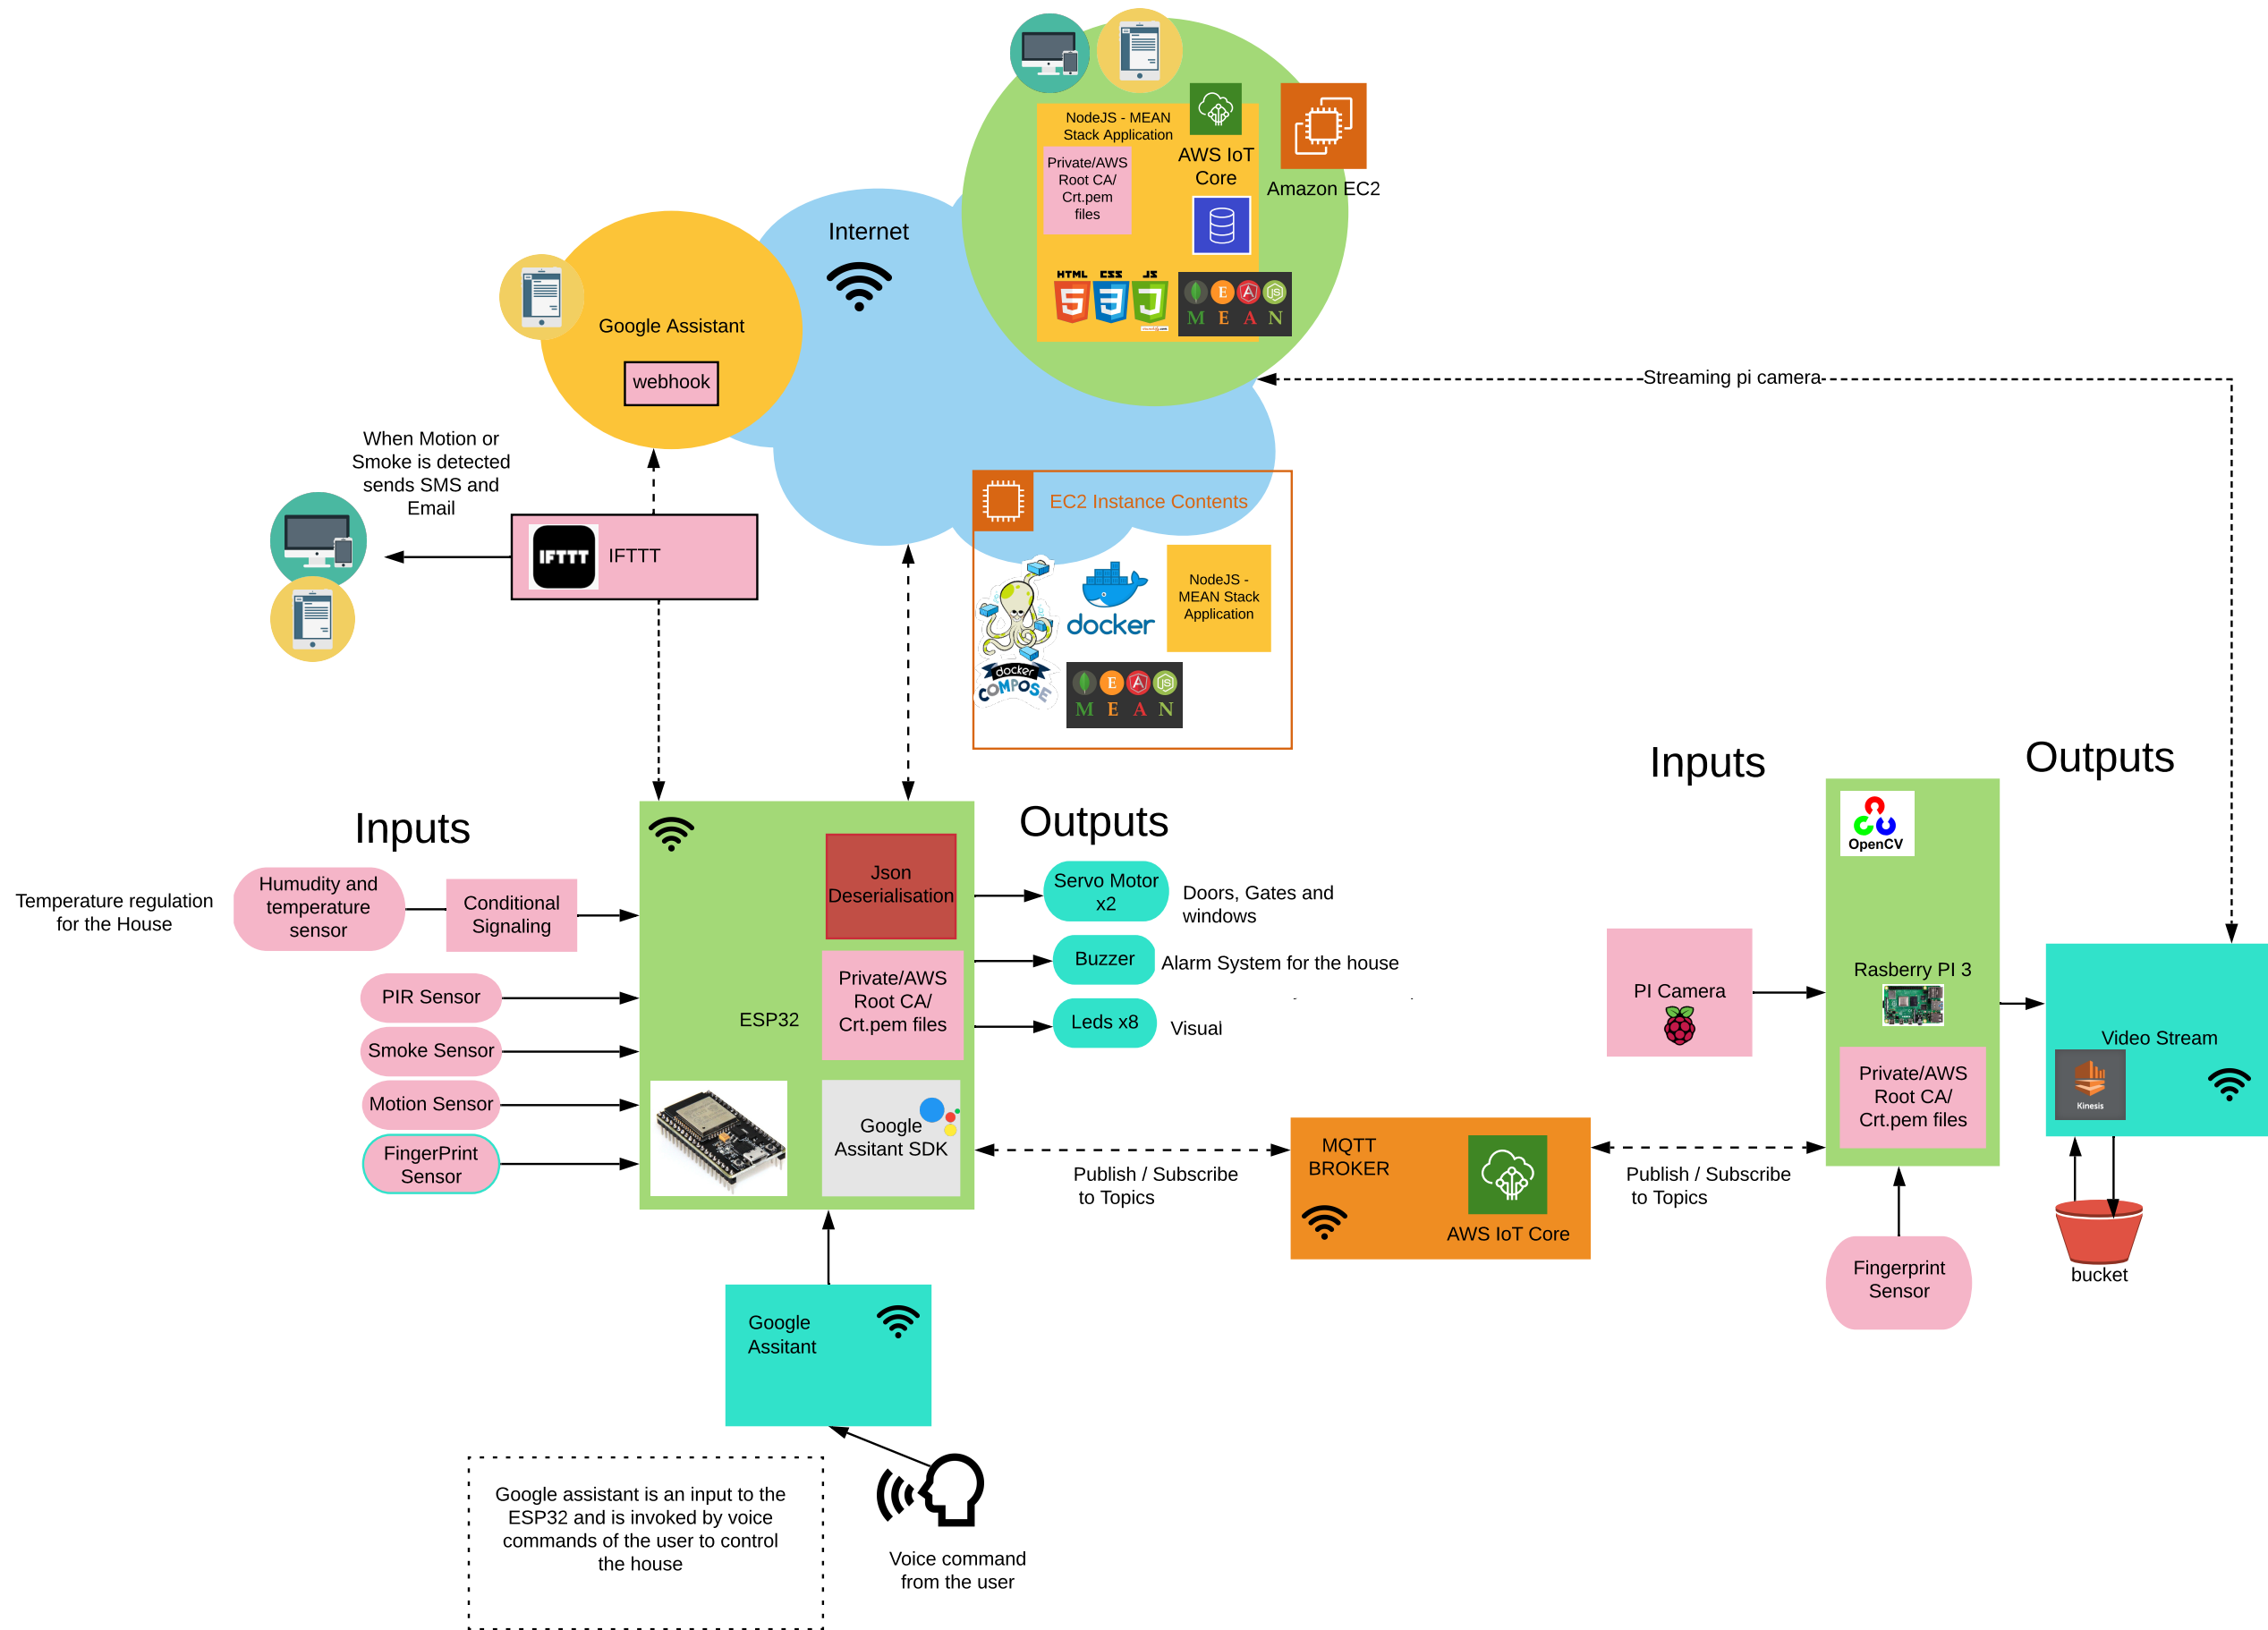 NodeJS - MEAN
Stack Application
Private/AWS
Root CA/
Crt.pem
files
AWS IoT
Core
Amazon EC2
HTML
CSS
JS
M E A N
Internet
Google Assistant
webhook
Streaming pi camera
When Motion or
Smoke is detected
sends SMS and
Email
IFTTT
IFTTT
EC2 Instance Contents
docker
NodeJS -
MEAN Stack
Application
docker
COMPOSE
M E A N
Inputs
Outputs
Temperature regulation
for the House
Humudity and
temperature
sensor
Conditional
Signaling
PIR Sensor
Smoke Sensor
Motion Sensor
FingerPrint
Sensor
Json
Deserialisation
ESP32
Private/AWS
Root CA/
Crt.pem files
Google
Assitant SDK
Servo Motor
x2
Doors, Gates and
windows
Buzzer
Alarm System for the house
Leds x8
Visual
Publish / Subscribe
to Topics
MQTT
BROKER
AWS IoT Core
Publish / Subscribe
to Topics
Inputs
Outputs
OpenCV
PI Camera
Rasberry PI 3
Private/AWS
Root CA/
Crt.pem files
Video Stream
Kinesis
Fingerprint
Sensor
bucket
Google
Assitant
Google assistant is an input to the
ESP32 and is invoked by voice
commands of the user to control
the house
Voice command
from the user